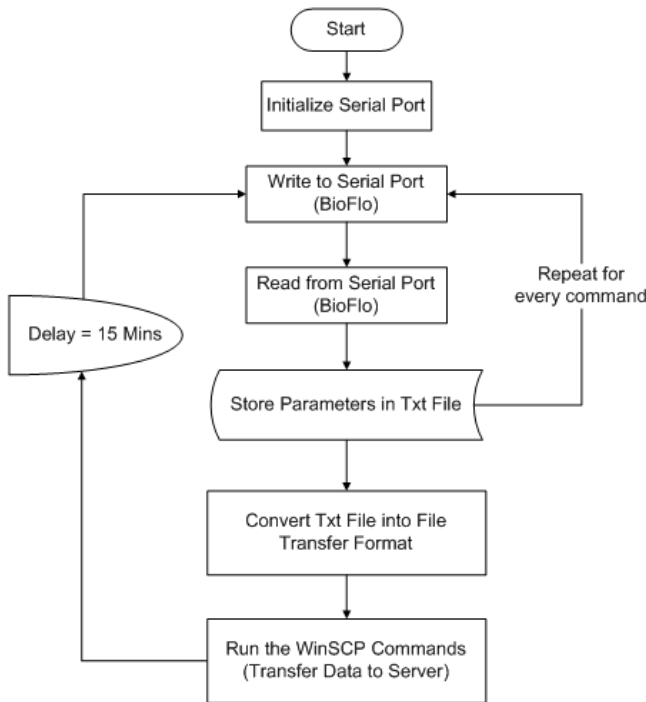 Start
Initialize Serial Port
Write to Serial Port
(BioFlo)
Read from Serial Port
(BioFlo)
Repeat for
every command
Delay = 15 Mins
Store Parameters in Txt File
Convert Txt File into File
Transfer Format
Run the WinSCP Commands
(Transfer Data to Server)